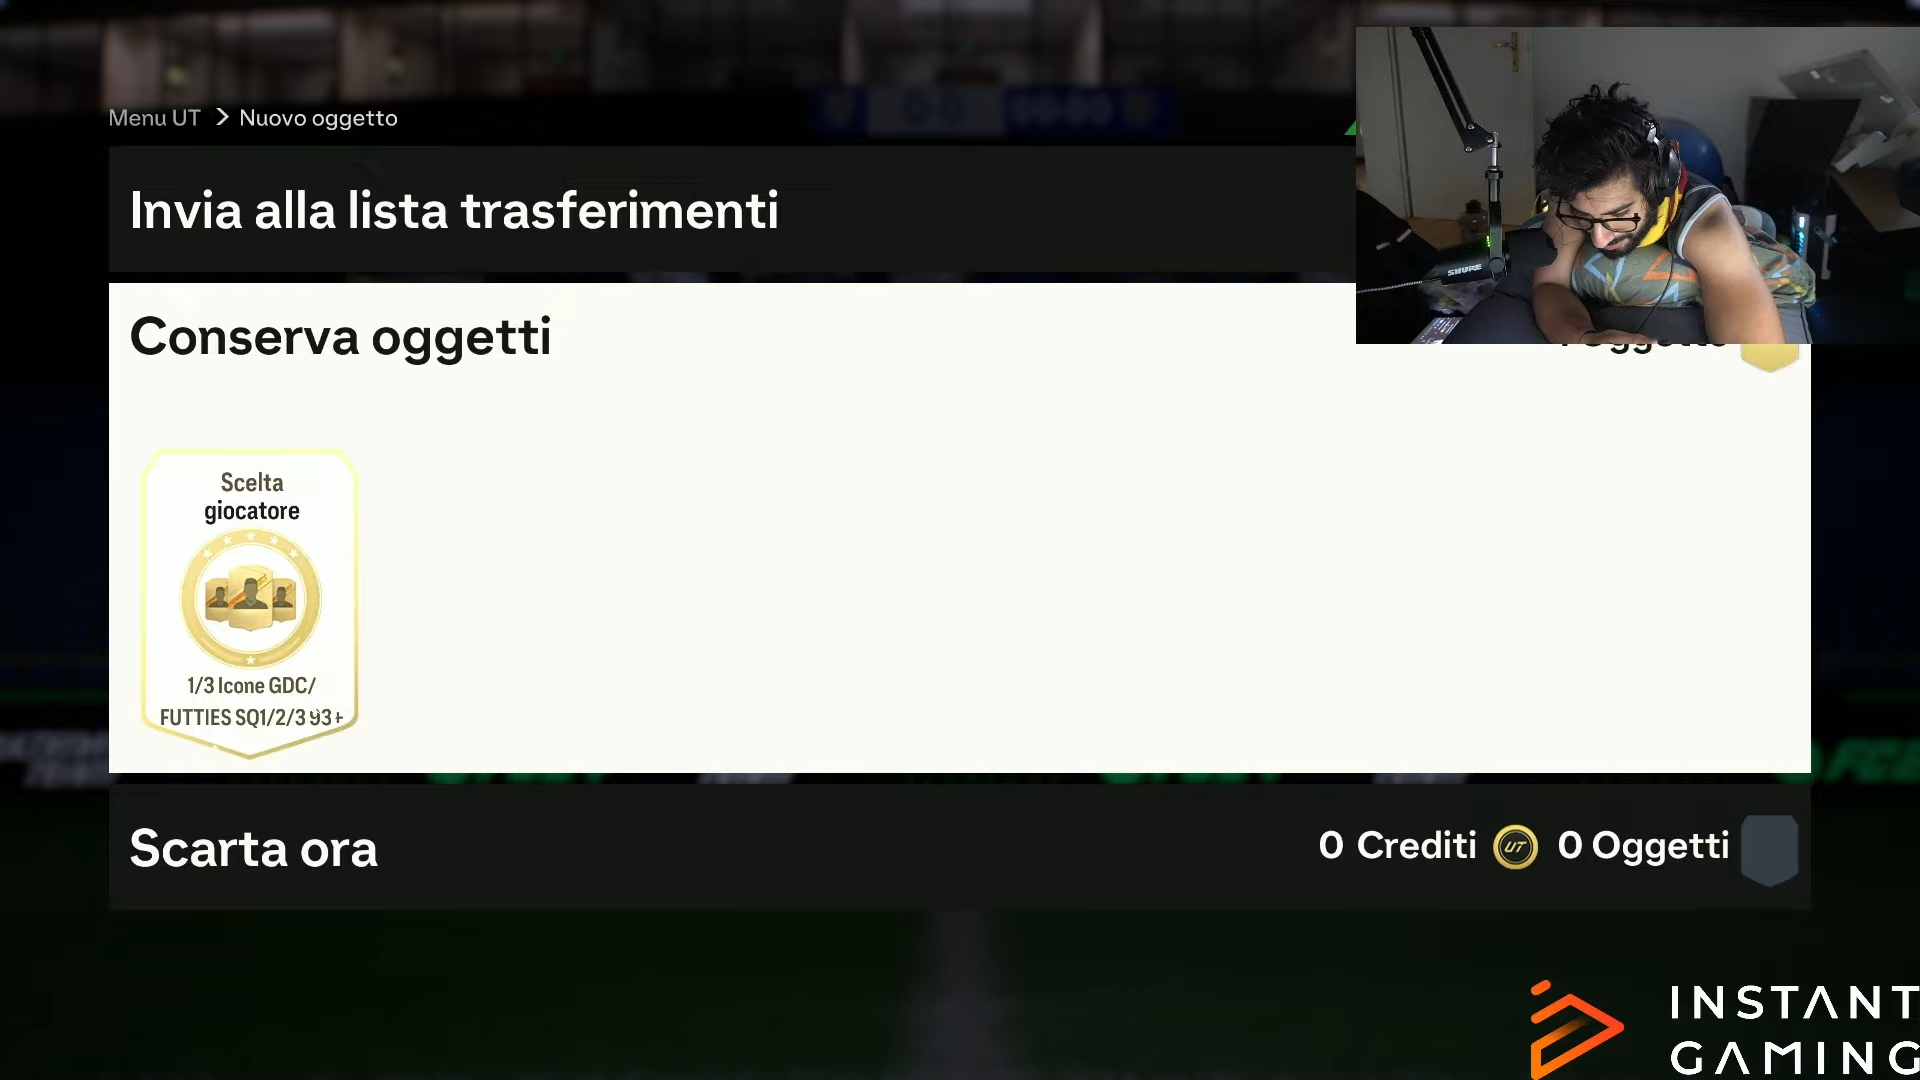 Menu UT > Nuovo oggetto
Invia alla lista trasferimenti
Conserva oggetti
Scelta
giocatore
1/3 Icone GDC/
FUTTIES SQ1/2/3 93+
Scarta ora
0 Crediti
UT
0 Oggetti
SHURE
INSTANT
GAMING